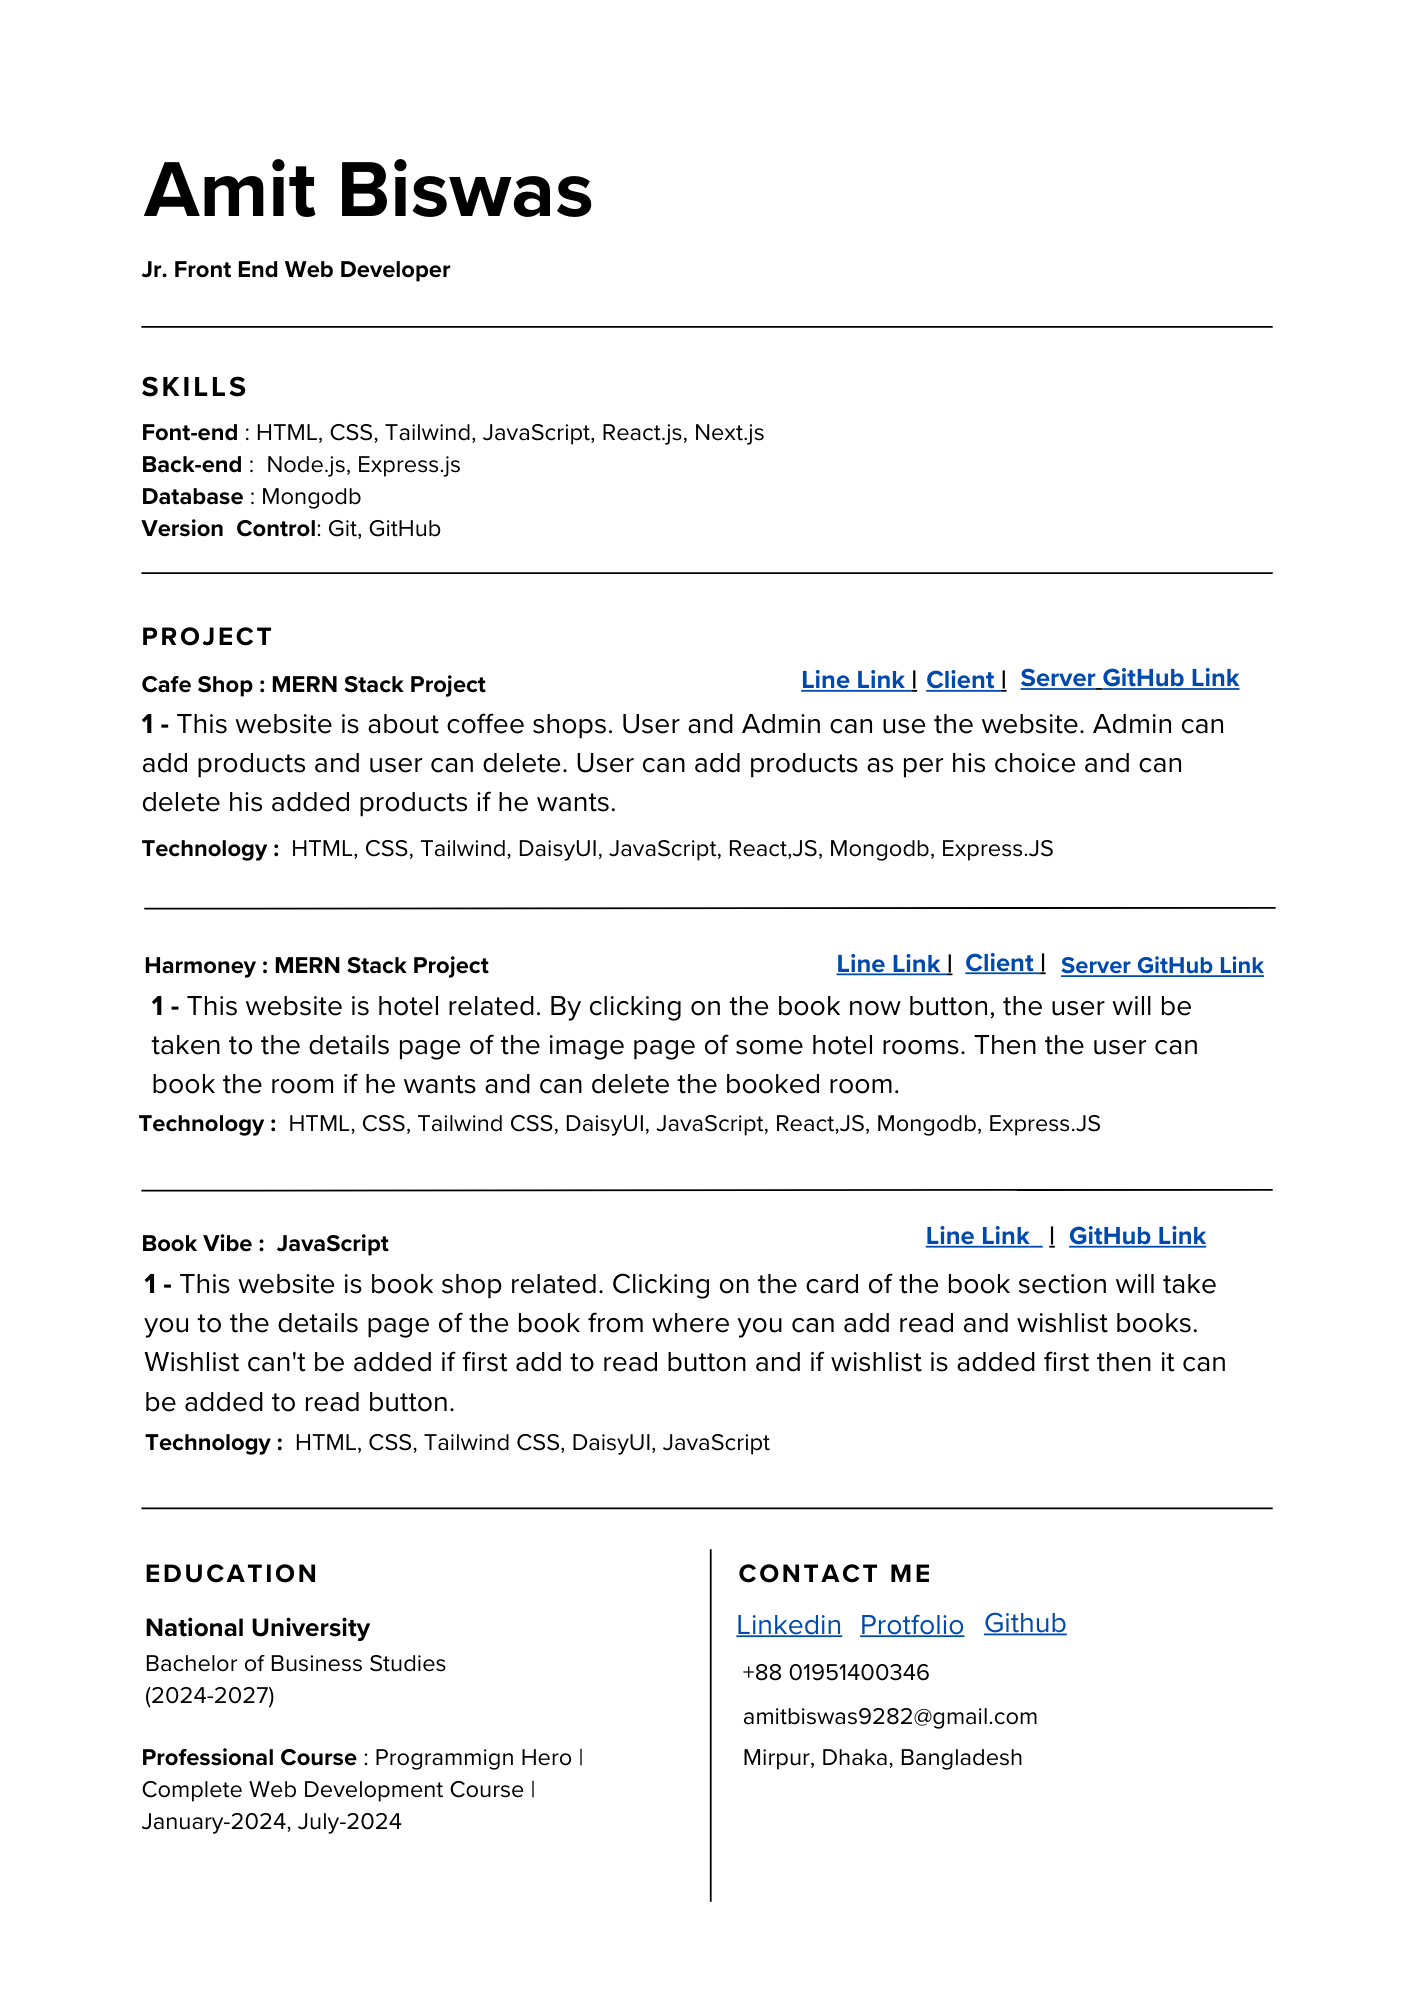 Amit Biswas
Jr. Front End Web Developer
SKILLS
Font-end : HTML, CSS, Tailwind, JavaScript, React.js, Next.js
Back-end :  Node.js, Express.js
Database : Mongodb
Version  Control: Git, GitHub
PROJECT
Cafe Shop : MERN Stack Project Line Link | Client | Server GitHub Link
1 - This website is about coffee shops. User and Admin can use the website. Admin can
add products and user can delete. User can add products as per his choice and can
delete his added products if he wants.
Technology :  HTML, CSS, Tailwind, DaisyUI, JavaScript, React,JS, Mongodb, Express.JS
Harmoney : MERN Stack Project Line Link | Client | Server GitHub Link
1 - This website is hotel related. By clicking on the book now button, the user will be
taken to the details page of the image page of some hotel rooms. Then the user can
book the room if he wants and can delete the booked room.
Technology :  HTML, CSS, Tailwind CSS, DaisyUI, JavaScript, React,JS, Mongodb, Express.JS
Book Vibe :  JavaScript Line Link | GitHub Link
1 - This website is book shop related. Clicking on the card of the book section will take
you to the details page of the book from where you can add read and wishlist books.
Wishlist can't be added if first add to read button and if wishlist is added first then it can
be added to read button.
Technology :  HTML, CSS, Tailwind CSS, DaisyUI, JavaScript
EDUCATION
National University
Bachelor of Business Studies
(2024-2027)
Professional Course : Programmign Hero |
Complete Web Development Course |
January-2024, July-2024
CONTACT ME
Linkedin Protfolio Github
+88 01951400346
amitbiswas9282@gmail.com
Mirpur, Dhaka, Bangladesh